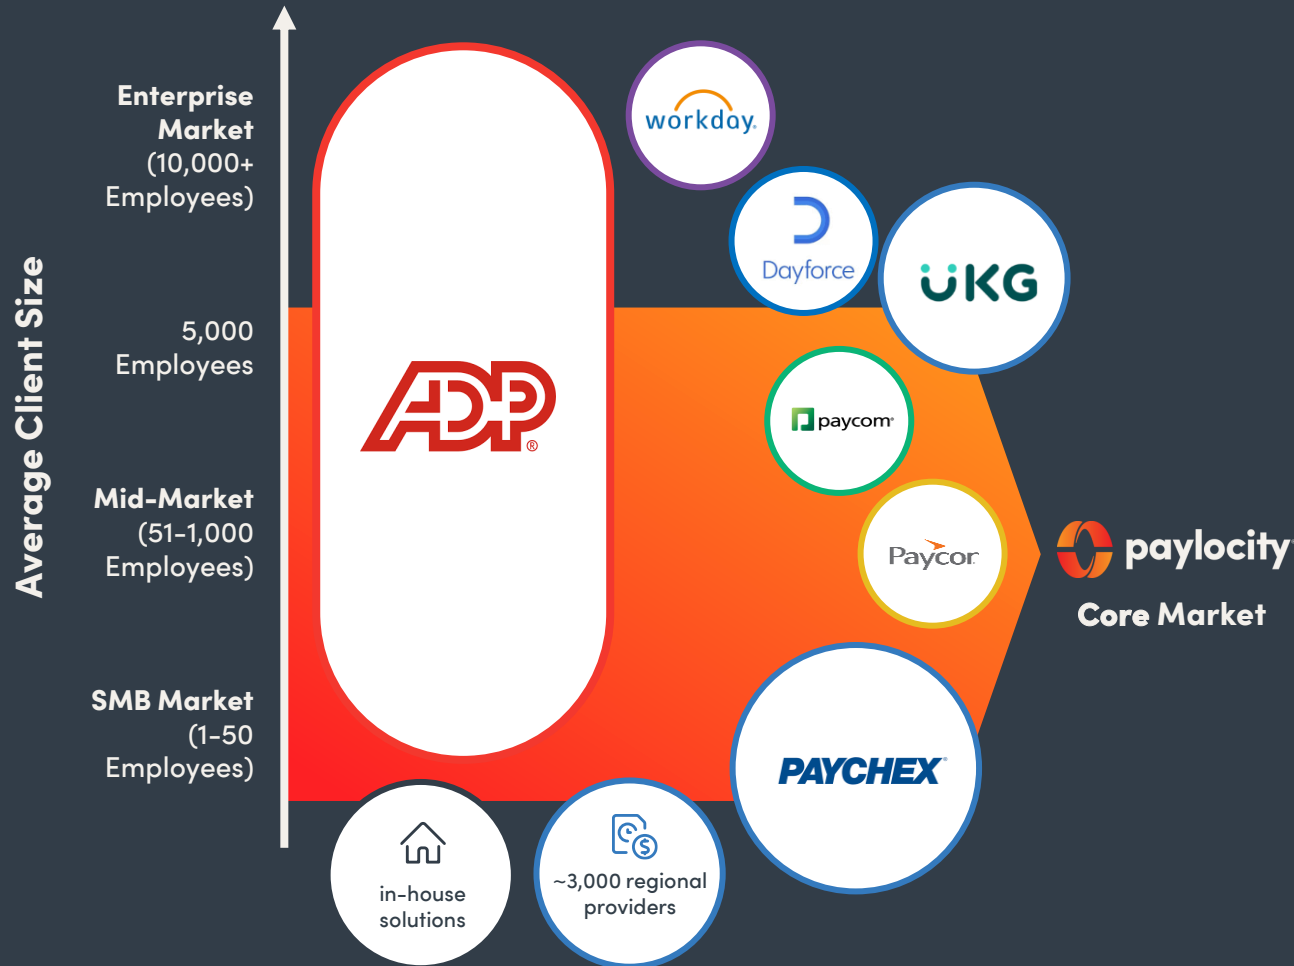 Average Client Size
Enterprise
Market
(10,000+
Employees)
5,000
Employees
Mid-Market
(51-1,000
Employees)
SMB Market
(1-50
Employees)
ADP®
workday.
Dayforce
UKG
paycom®
Paycor
PAYCHEX®
in-house
solutions
$
~3,000 regional
providers
paylocity
Core Market